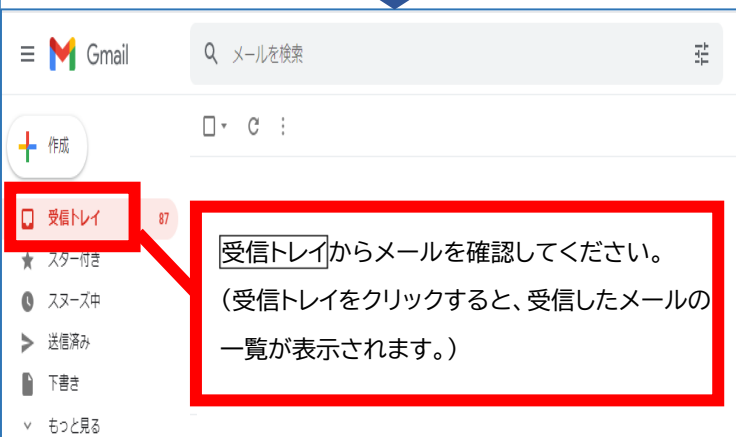 Gmail
メールを検索
作成
受信トレイ 87
スター付き
スヌーズ中
送信済み
下書き
もっと見る
受信トレイからメールを確認してください。
(受信トレイをクリックすると、受信したメールの
一覧が表示されます。)